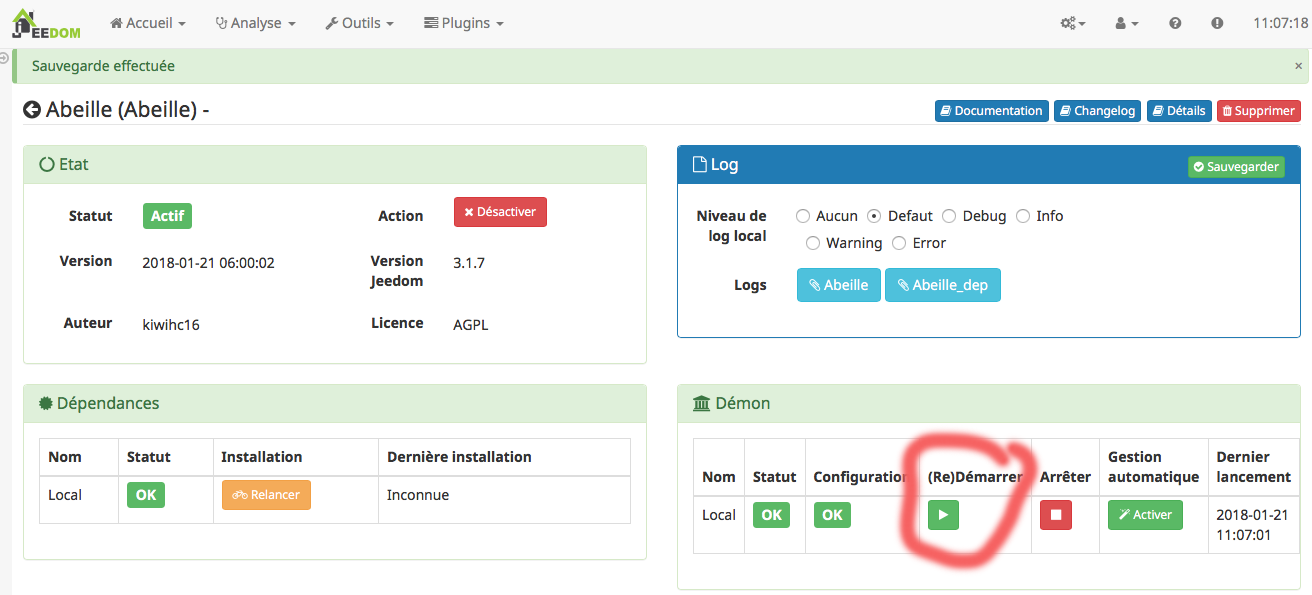 JEEDOM Accueil Analyse Outils Plugins 11:07:18
Sauvegarde effectuée ×
Abeille (Abeille) - Documentation Changelog Détails Supprimer
Etat
Statut Actif Action Désactiver
Version 2018-01-21 06:00:02 Version Jeedom 3.1.7
Auteur kiwihc16 Licence AGPL
Log Sauvegarder
Niveau de log local Aucun Defaut Debug Info
Warning Error
Logs Abeille Abeille_dep
Dépendances
Nom Statut Installation Dernière installation
Local OK Relancer Inconnue
Démon
Nom Statut Configuration (Re)Démarrer Arrêter Gestion automatique Dernier lancement
Local OK OK Activer 2018-01-21 11:07:01